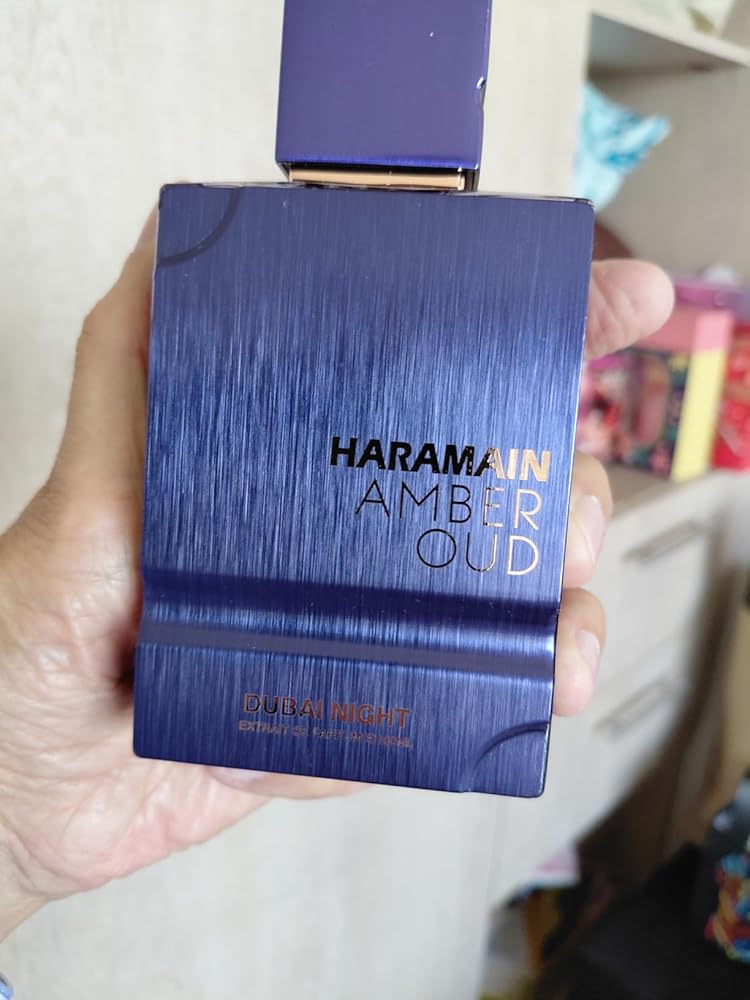 HARAMAIN
AMBER
OUD
DUBAI NIGHT
EXTRAIT DE PARFUM